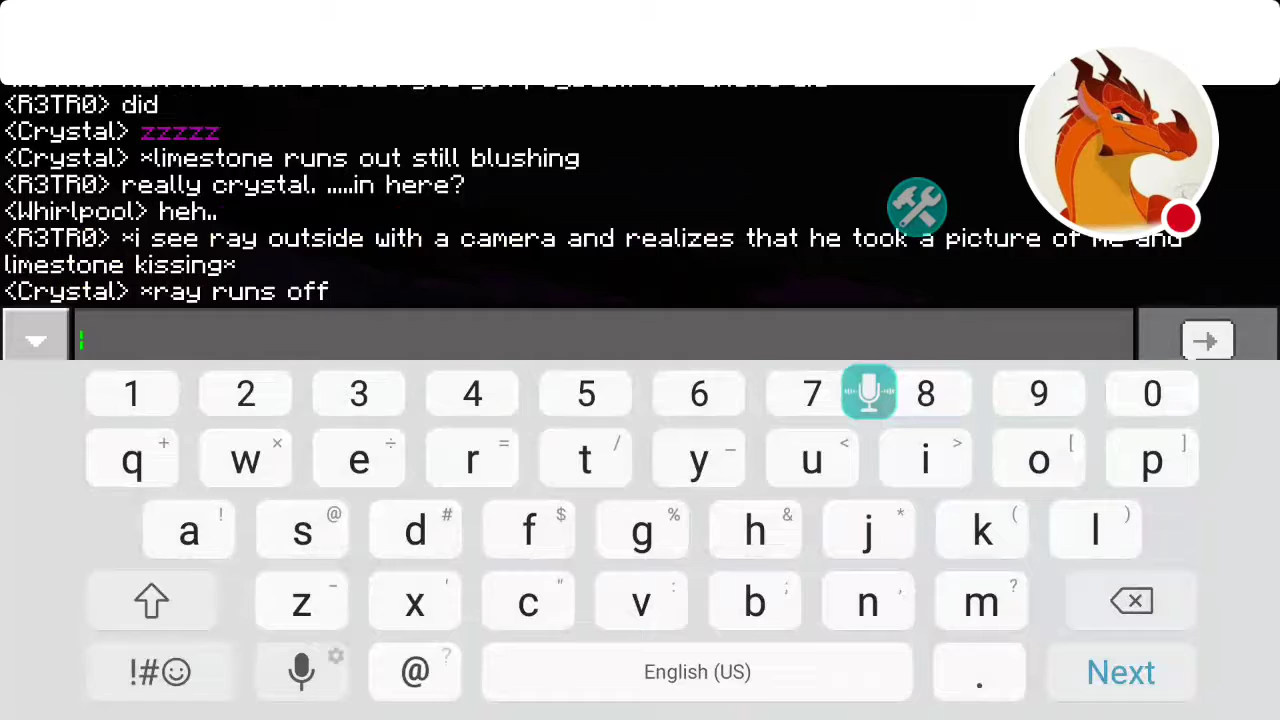 <R3TR0> did
<Crystal> zzzzz
<Crystal> *limestone runs out still blushing
<R3TR0> really crystal. .....in here?
<Whirlpool> heh..
<R3TR0> *i see ray outside with a camera and realizes that he took a picture of me and
limestone kissing*
<Crystal> *ray runs off
1 2 3 4 5 6 7 8 9 0
q + w × e ÷ r = t / y _ u < i > o [ p ]
a ! s @ d # f $ g % h & j * k ( l )
z - x ' c " v : b ; n , m ?
!#☺ @ ? English (US) . Next